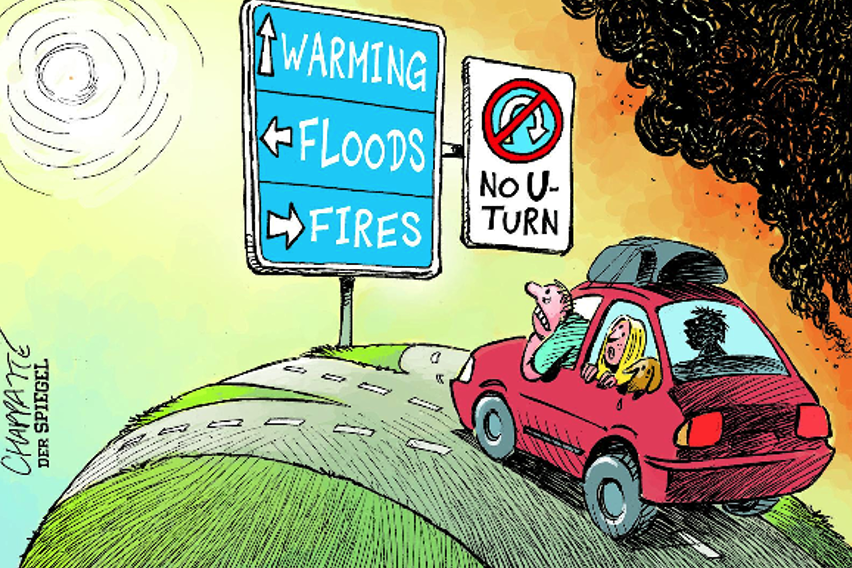 WARMING
FLOODS
FIRES
NO U-
TURN
CHAPPATTE
DER SPIEGEL